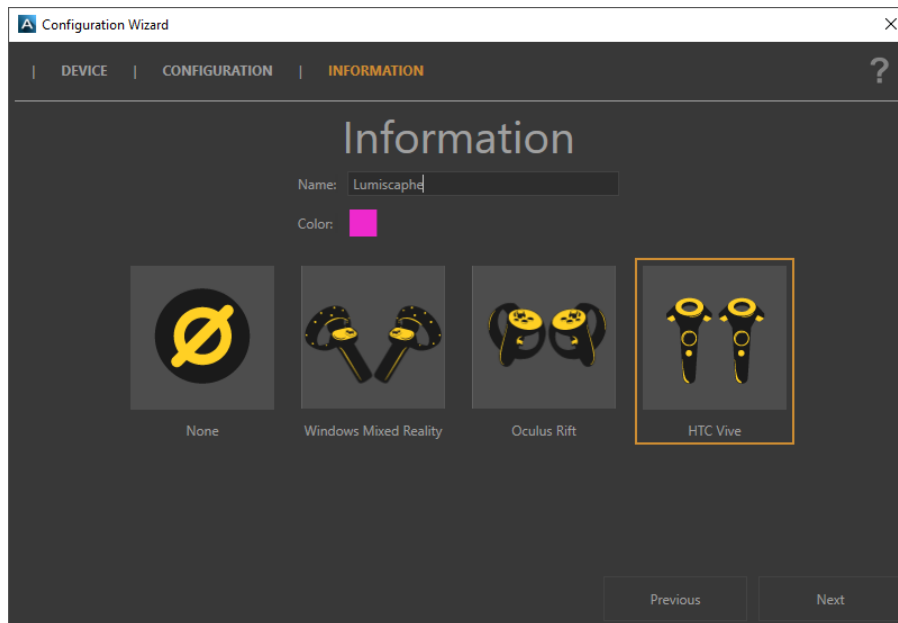 Configuration Wizard
| DEVICE | CONFIGURATION | INFORMATION ?
Information
Name: Lumiscaphe
Color:
None Windows Mixed Reality Oculus Rift HTC Vive
Previous Next